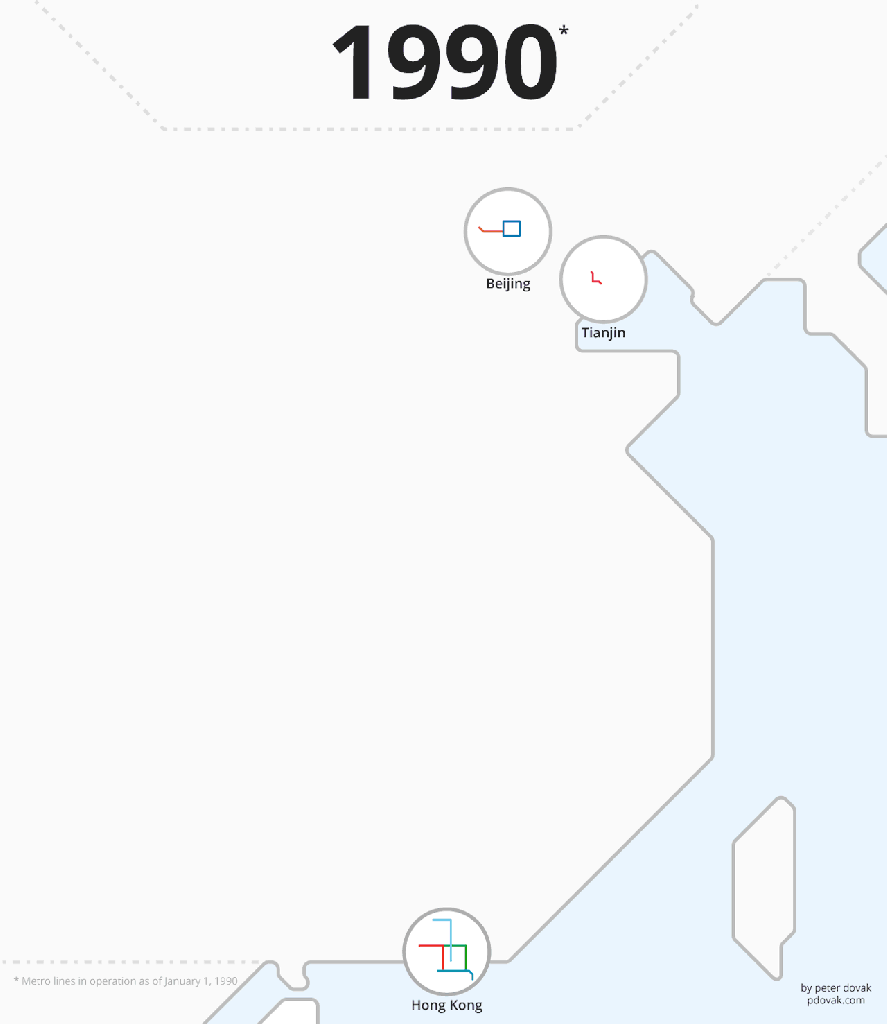 1990*
Beijing
Tianjin
Hong Kong
* Metro lines in operation as of January 1, 1990
by peter dovak
pdovak.com